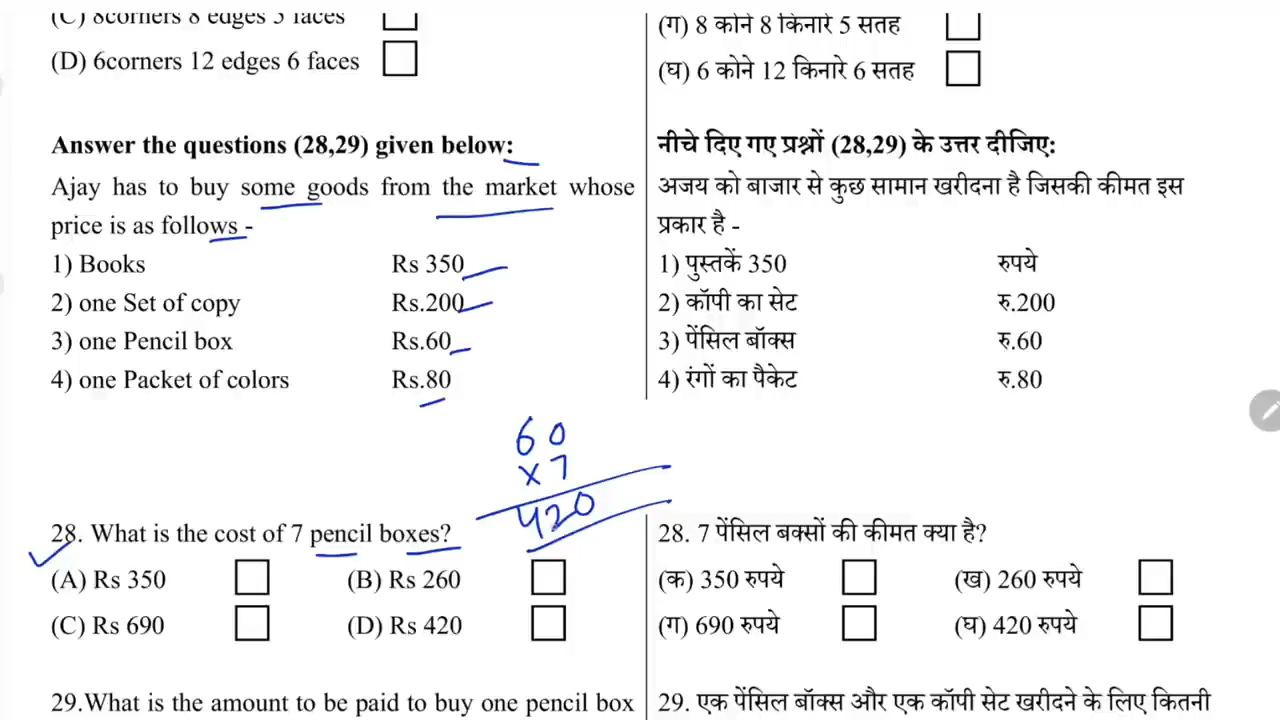 (C) 8corners 8 edges 5 faces
(D) 6corners 12 edges 6 faces
Answer the questions (28,29) given below:
Ajay has to buy some goods from the market whose
price is as follows -
1) Books Rs 350
2) one Set of copy Rs.200
3) one Pencil box Rs.60
4) one Packet of colors Rs.80
60
x 7
420
28. What is the cost of 7 pencil boxes?
(A) Rs 350 (B) Rs 260
(C) Rs 690 (D) Rs 420
29.What is the amount to be paid to buy one pencil box
(ग) 8 कोने 8 किनारे 5 सतह
(घ) 6 कोने 12 किनारे 6 सतह
नीचे दिए गए प्रश्नों (28,29) के उत्तर दीजिए:
अजय को बाजार से कुछ सामान खरीदना है जिसकी कीमत इस
प्रकार है -
1) पुस्तकें 350 रुपये
2) कॉपी का सेट रु.200
3) पेंसिल बॉक्स रु.60
4) रंगों का पैकेट रु.80
28. 7 पेंसिल बक्सों की कीमत क्या है?
(क) 350 रुपये (ख) 260 रुपये
(ग) 690 रुपये (घ) 420 रुपये
29. एक पेंसिल बॉक्स और एक कॉपी सेट खरीदने के लिए कितनी